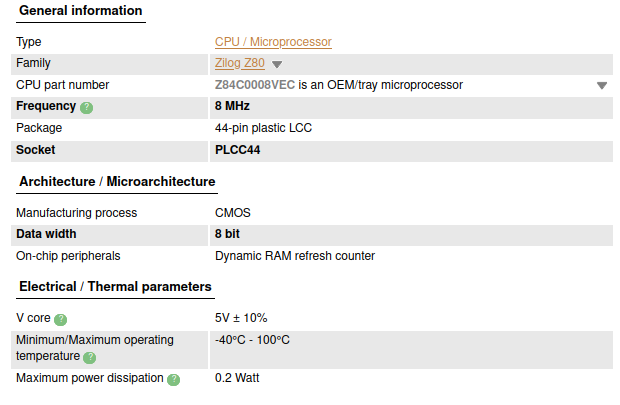 General information
Type CPU / Microprocessor
Family Zilog Z80
CPU part number Z84C0008VEC is an OEM/tray microprocessor
Frequency ? 8 MHz
Package 44-pin plastic LCC
Socket PLCC44
Architecture / Microarchitecture
Manufacturing process CMOS
Data width 8 bit
On-chip peripherals Dynamic RAM refresh counter
Electrical / Thermal parameters
V core ? 5V ± 10%
Minimum/Maximum operating -40°C - 100°C
temperature ?
Maximum power dissipation ? 0.2 Watt